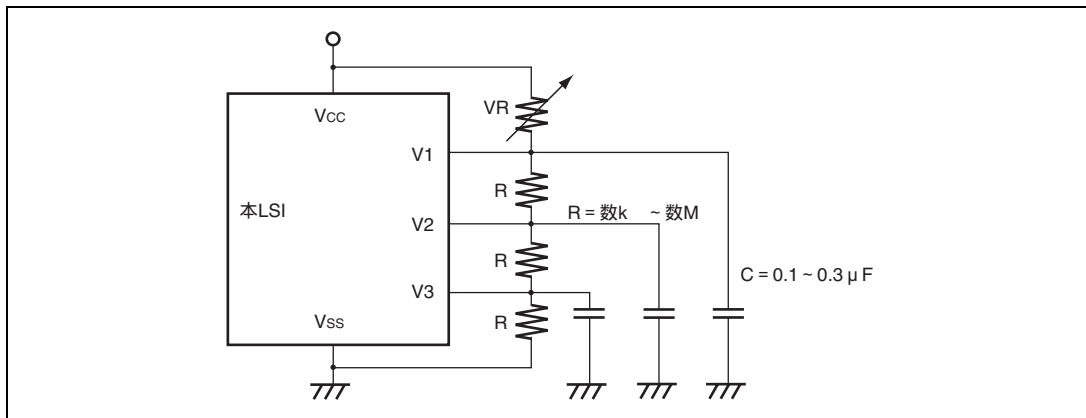 VCC
VR
V1
R
本LSI
V2
R = 数k ~ 数M
R
V3
C = 0.1 ~ 0.3 μ F
R
VSS